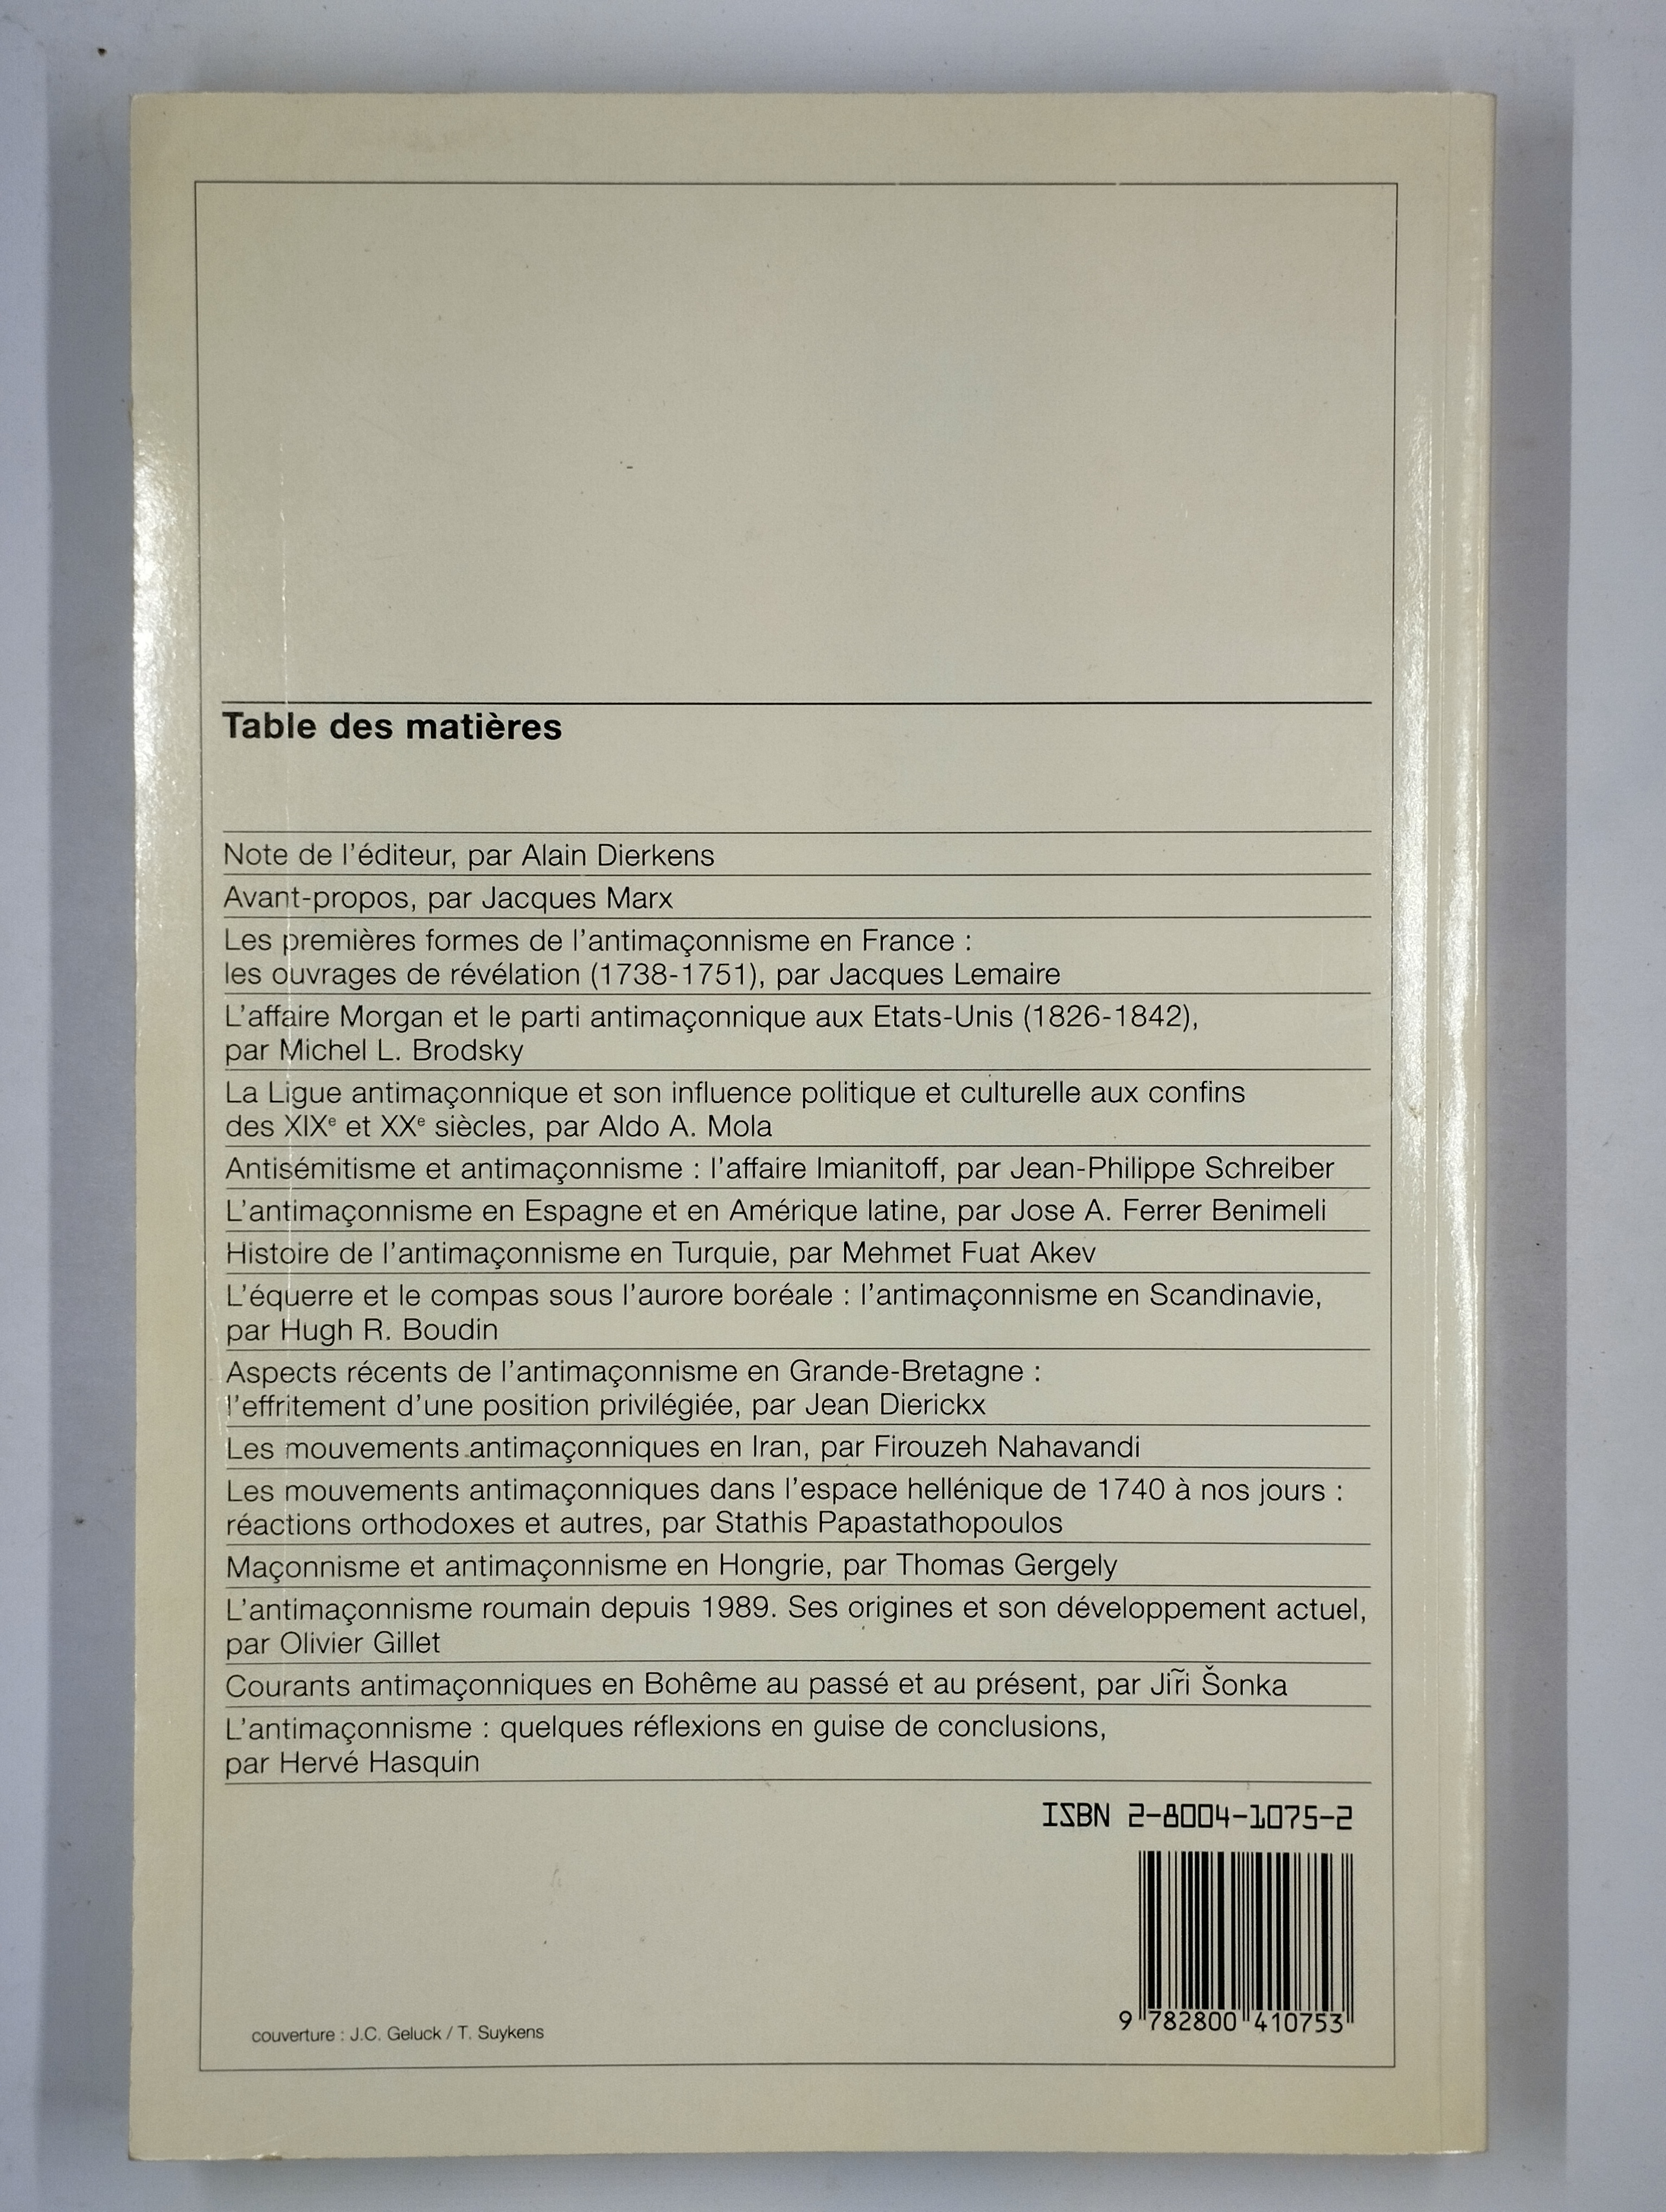 Table des matières
Note de l'éditeur, par Alain Dierkens
Avant-propos, par Jacques Marx
Les premières formes de l'antimaçonnisme en France :
les ouvrages de révélation (1738-1751), par Jacques Lemaire
L'affaire Morgan et le parti antimaçonnique aux Etats-Unis (1826-1842),
par Michel L. Brodsky
La Ligue antimaçonnique et son influence politique et culturelle aux confins
des XIXe et XXe siècles, par Aldo A. Mola
Antisémitisme et antimaçonnisme : l'affaire Imianitoff, par Jean-Philippe Schreiber
L'antimaçonnisme en Espagne et en Amérique latine, par Jose A. Ferrer Benimeli
Histoire de l'antimaçonnisme en Turquie, par Mehmet Fuat Akev
L'équerre et le compas sous l'aurore boréale : l'antimaçonnisme en Scandinavie,
par Hugh R. Boudin
Aspects récents de l'antimaçonnisme en Grande-Bretagne :
l'effritement d'une position privilégiée, par Jean Dierickx
Les mouvements antimaçonniques en Iran, par Firouzeh Nahavandi
Les mouvements antimaçonniques dans l'espace hellénique de 1740 à nos jours :
réactions orthodoxes et autres, par Stathis Papastathopoulos
Maçonnisme et antimaçonnisme en Hongrie, par Thomas Gergely
L'antimaçonnisme roumain depuis 1989. Ses origines et son développement actuel,
par Olivier Gillet
Courants antimaçonniques en Bohême au passé et au présent, par Jir̃i Šonka
L'antimaçonnisme : quelques réflexions en guise de conclusions,
par Hervé Hasquin
ISBN 2-8004-1075-2
9 782800 410753
couverture : J.C. Geluck / T. Suykens